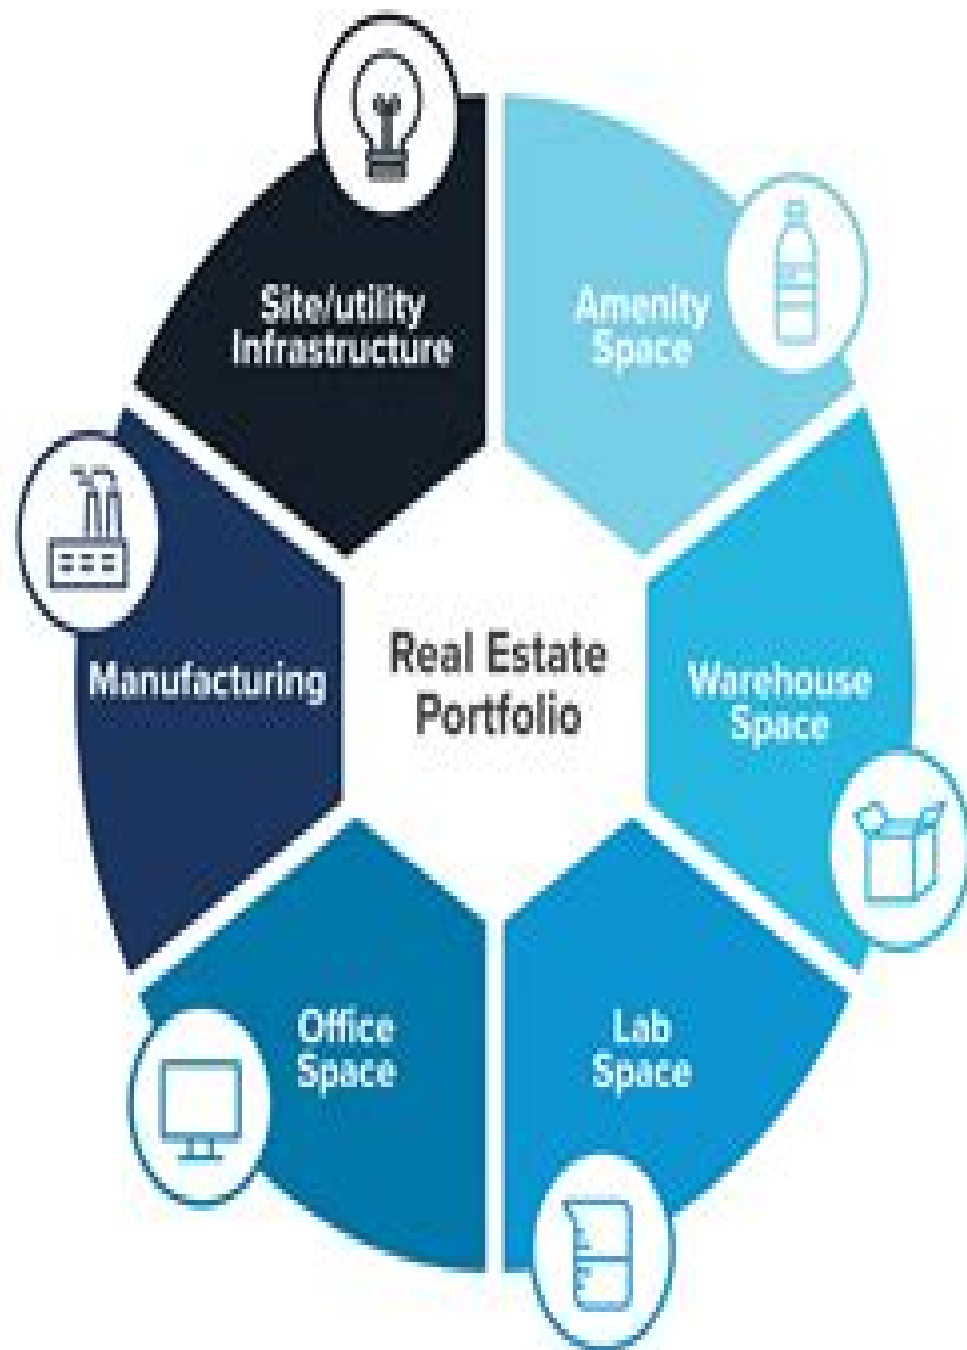 Site/utility
Infrastructure
Amenity
Space
Manufacturing
Real Estate
Portfolio
Warehouse
Space
Office
Space
Lab
Space